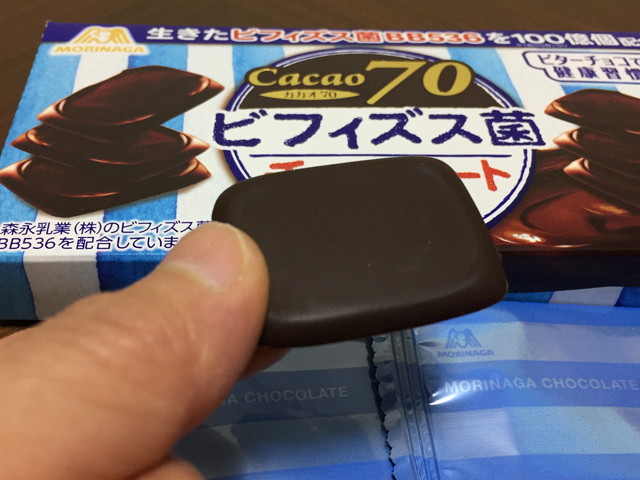 MORINAGA
生きたビフィズス菌BB536を100億個
Cacao 70
カカオ70
ビターチョコで
健康習慣
ビフィズス菌
ート
森永乳業(株)のビフィズス菌
BB536を配合していま
MORINAGA
A CHOCOLATE
MORINAGA CHOCOLATE